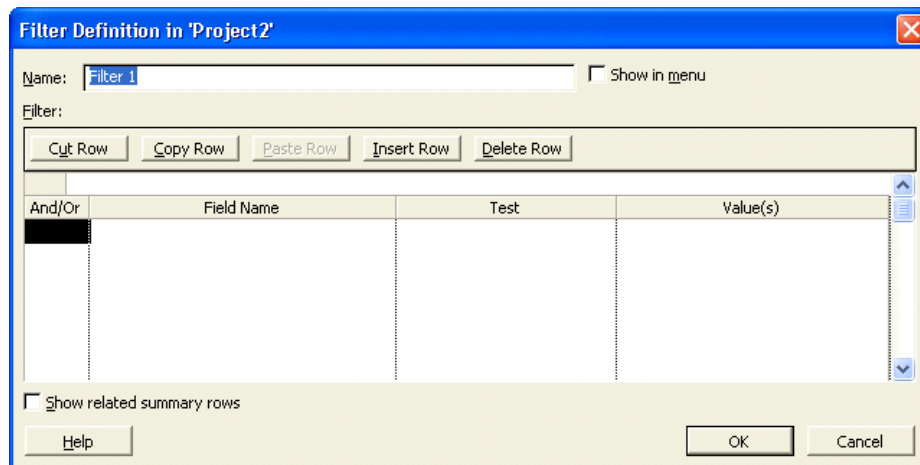 Filter Definition in 'Project2'
Name: Filter 1 Show in menu
Filter:
Cut Row Copy Row Paste Row Insert Row Delete Row
And/Or Field Name Test Value(s)
Show related summary rows
Help OK Cancel